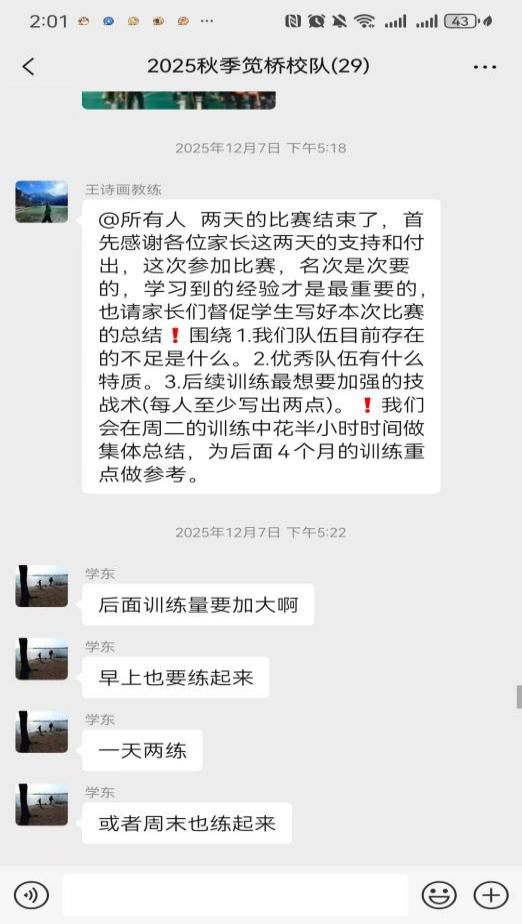 2:01
43
2025秋季笕桥校队(29)
2025年12月7日 下午5:18
王诗画教练
@所有人 两天的比赛结束了，首
先感谢各位家长这两天的支持和付
出，这次参加比赛，名次是次要
的，学习到的经验才是最重要的，
也请家长们督促学生写好本次比赛
的总结❗围绕1.我们队伍目前存在
的不足是什么。2.优秀队伍有什么
特质。3.后续训练最想要加强的技
战术(每人至少写出两点)。❗我们
会在周二的训练中花半小时时间做
集体总结，为后面4个月的训练重
点做参考。
2025年12月7日 下午5:22
学东
后面训练量要加大啊
学东
早上也要练起来
学东
一天两练
学东
或者周末也练起来